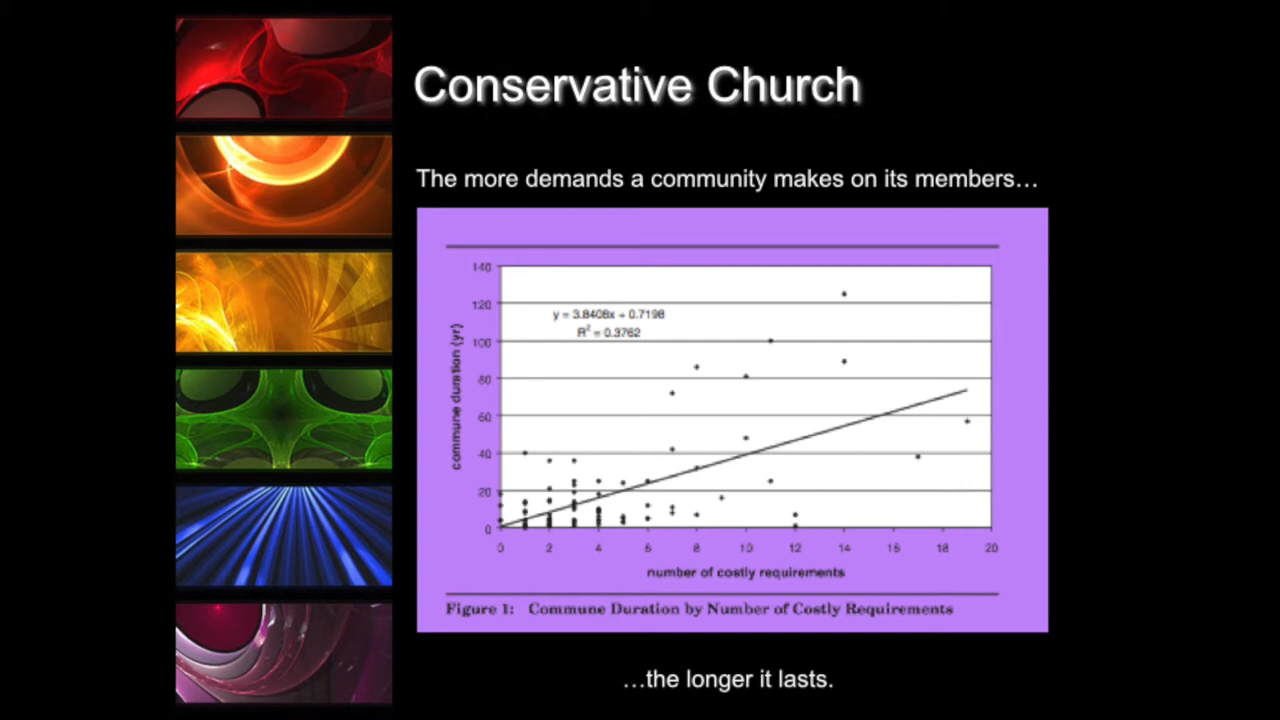 Conservative Church
The more demands a community makes on its members…
140
120
100
80
60
40
20
0
y = 3.8408x + 0.7198
R² = 0.3762
commune duration (yr)
0 2 4 6 8 10 12 14 16 18 20
number of costly requirements
Figure 1: Commune Duration by Number of Costly Requirements
…the longer it lasts.